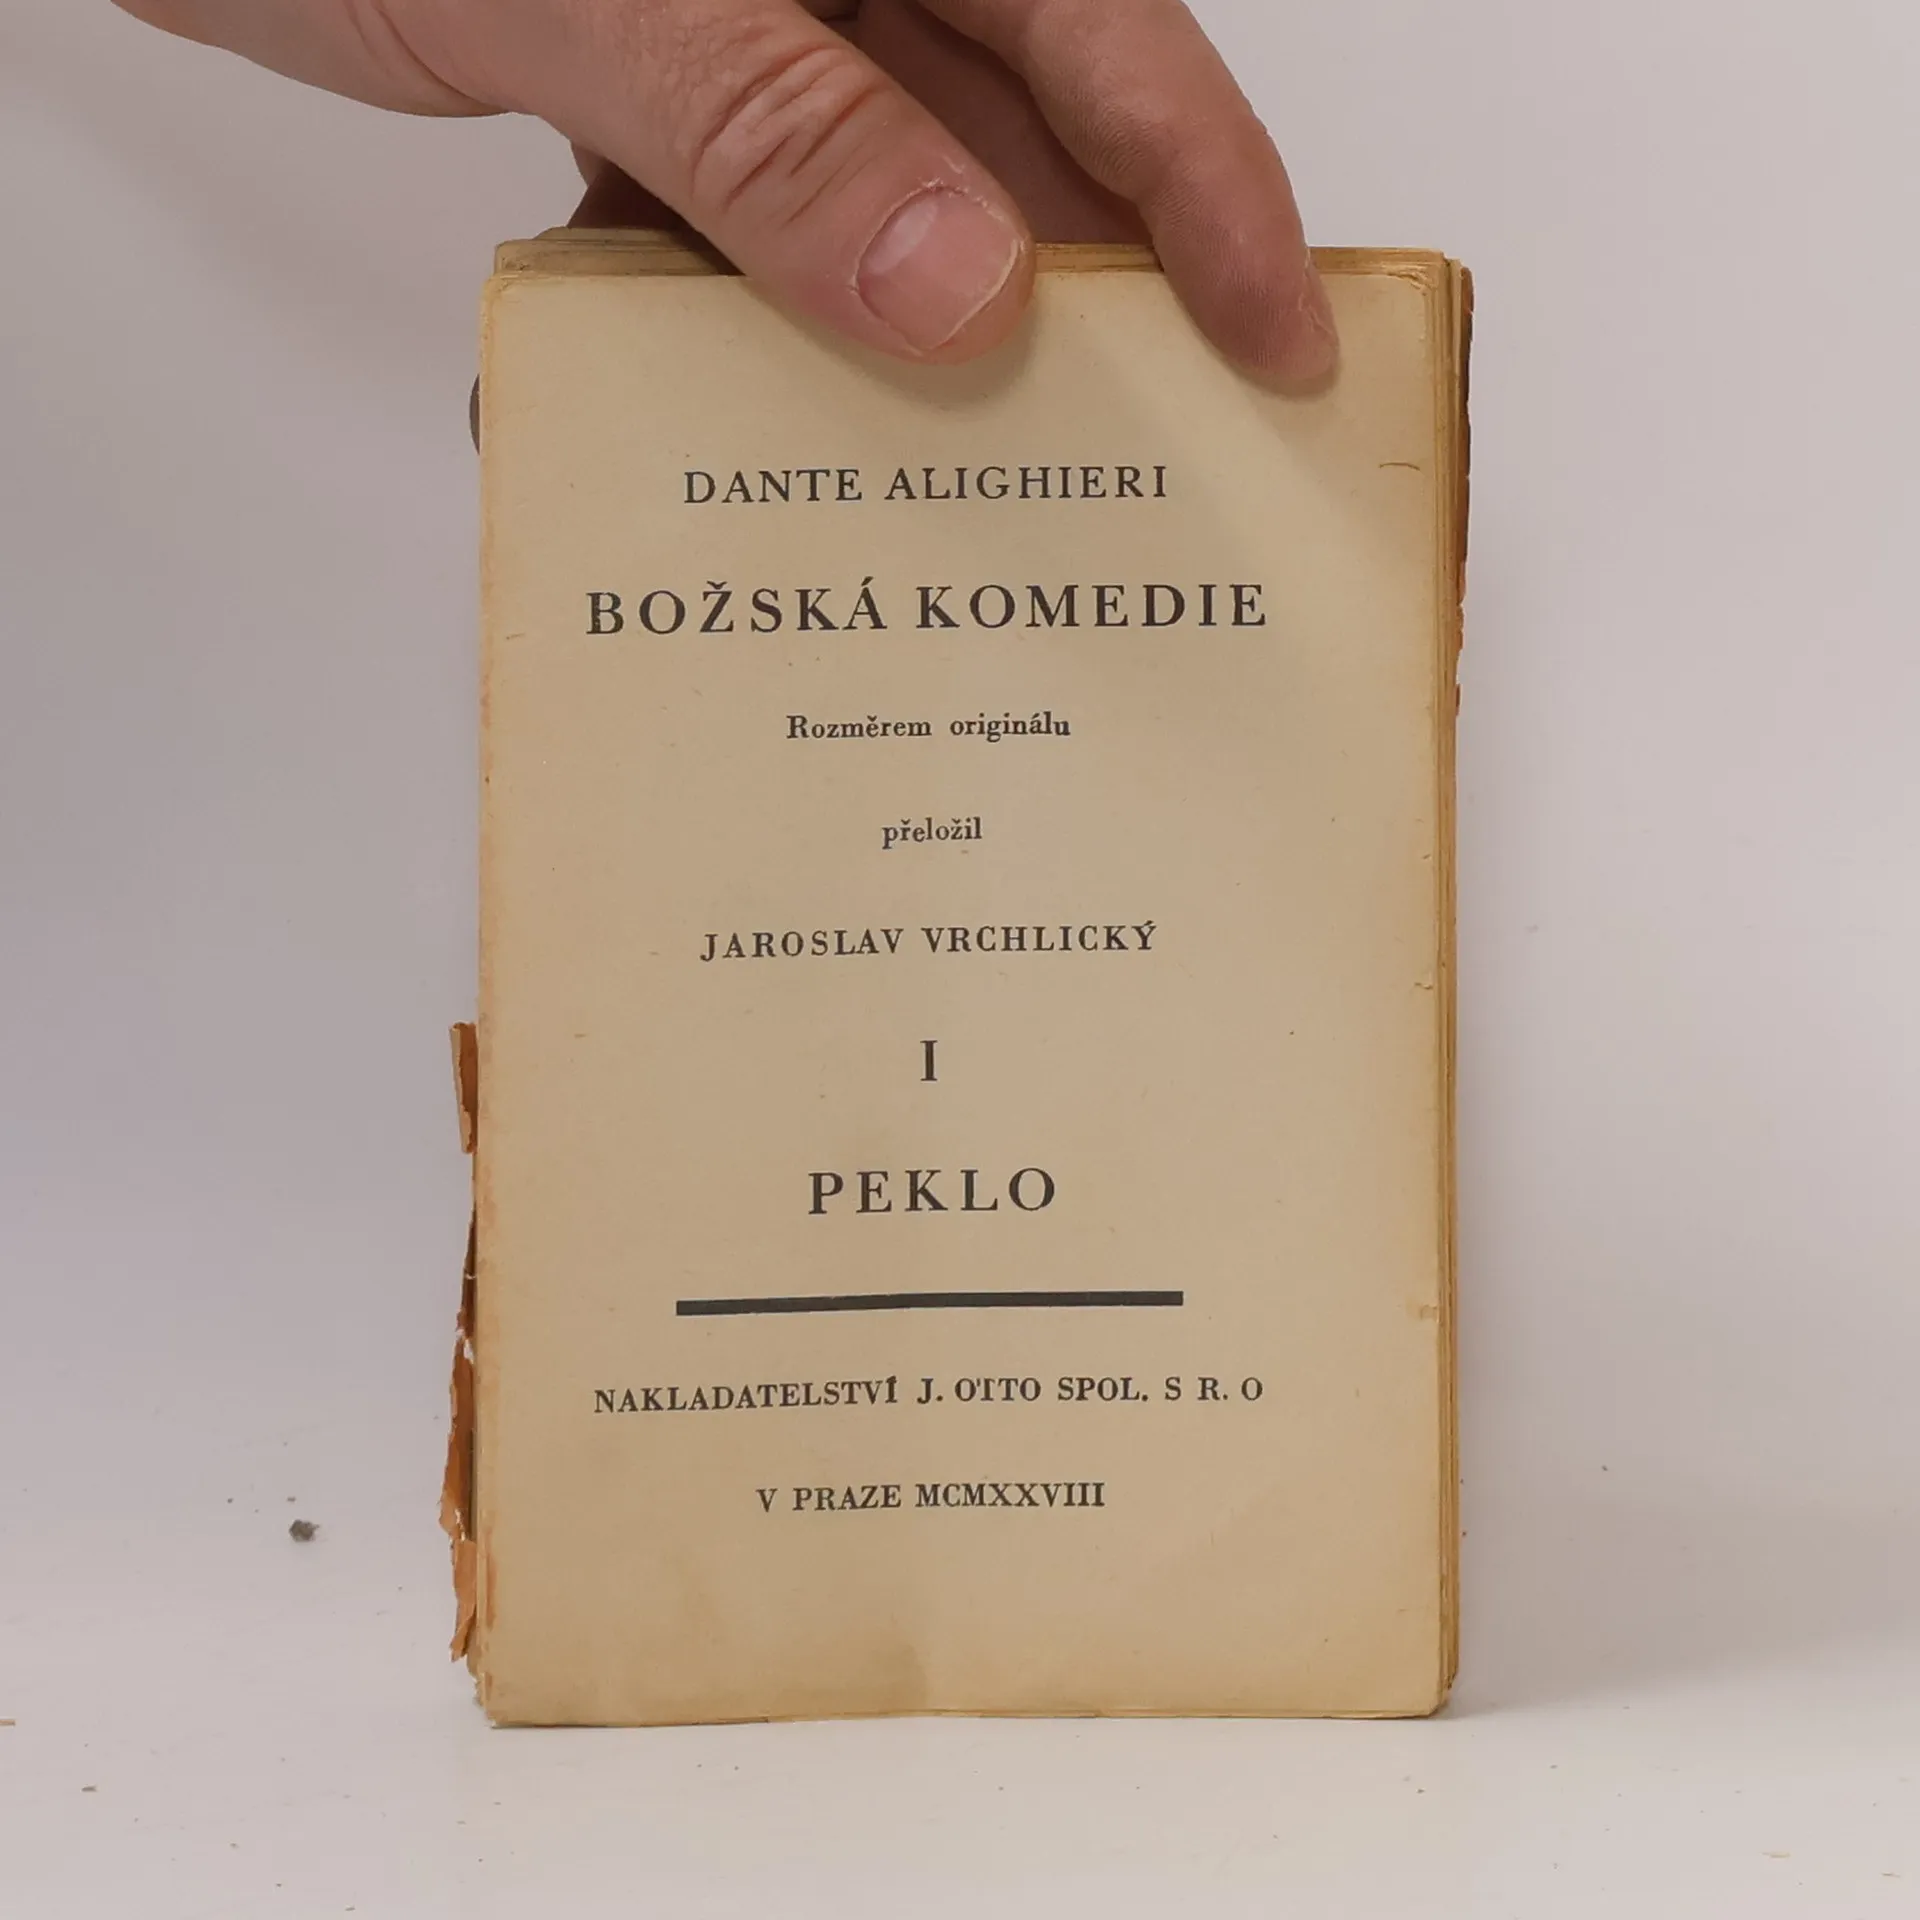 DANTE ALIGHIERI
BOŽSKÁ KOMEDIE
Rozměrem originálu
přeložil
JAROSLAV VRCHLICKÝ
I
PEKLO
NAKLADATELSTVÍ J. OTTO SPOL. S R. O
V PRAZE MCMXXVIII